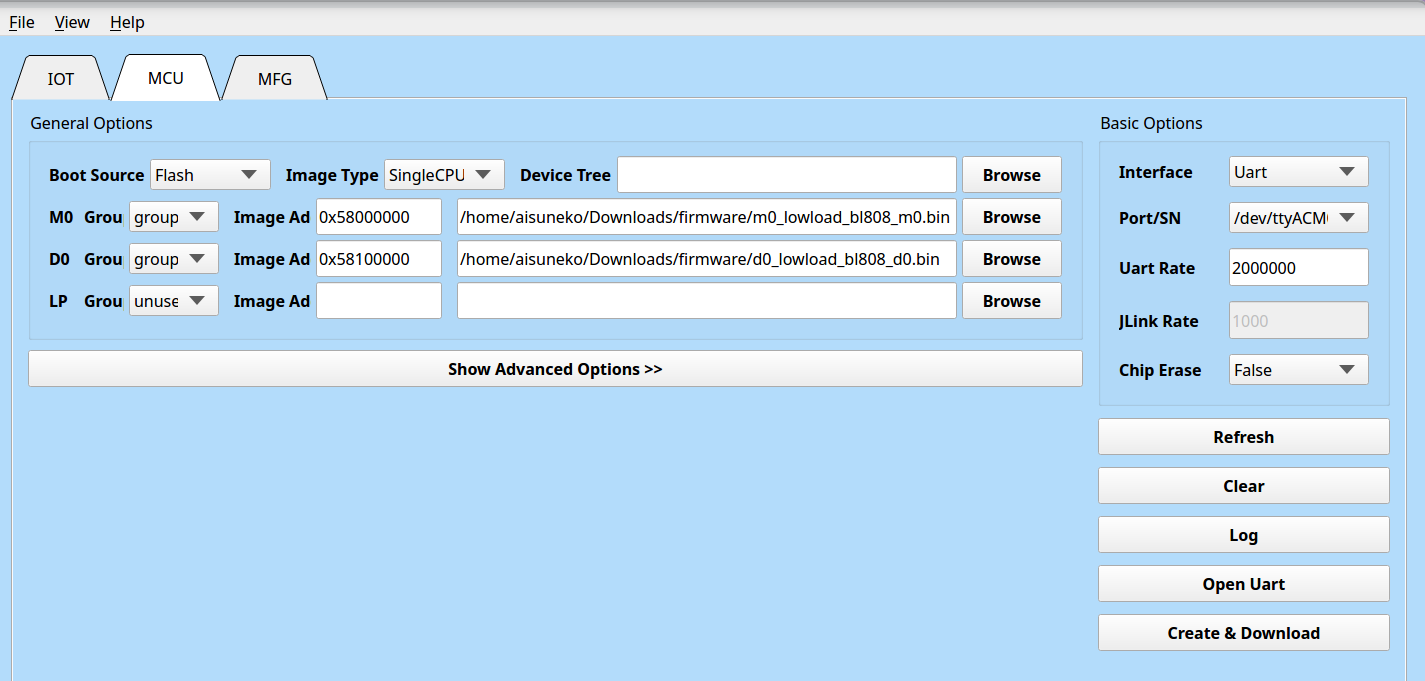 File View Help
IOT MCU MFG
General Options
Boot Source Flash Image Type SingleCPU Device Tree Browse
M0 Grou group Image Ad 0x58000000 /home/aisuneko/Downloads/firmware/m0_lowload_bl808_m0.bin Browse
D0 Grou group Image Ad 0x58100000 /home/aisuneko/Downloads/firmware/d0_lowload_bl808_d0.bin Browse
LP Grou unuse Image Ad Browse
Show Advanced Options >>
Basic Options
Interface Uart
Port/SN /dev/ttyACM
Uart Rate 2000000
JLink Rate 1000
Chip Erase False
Refresh
Clear
Log
Open Uart
Create & Download